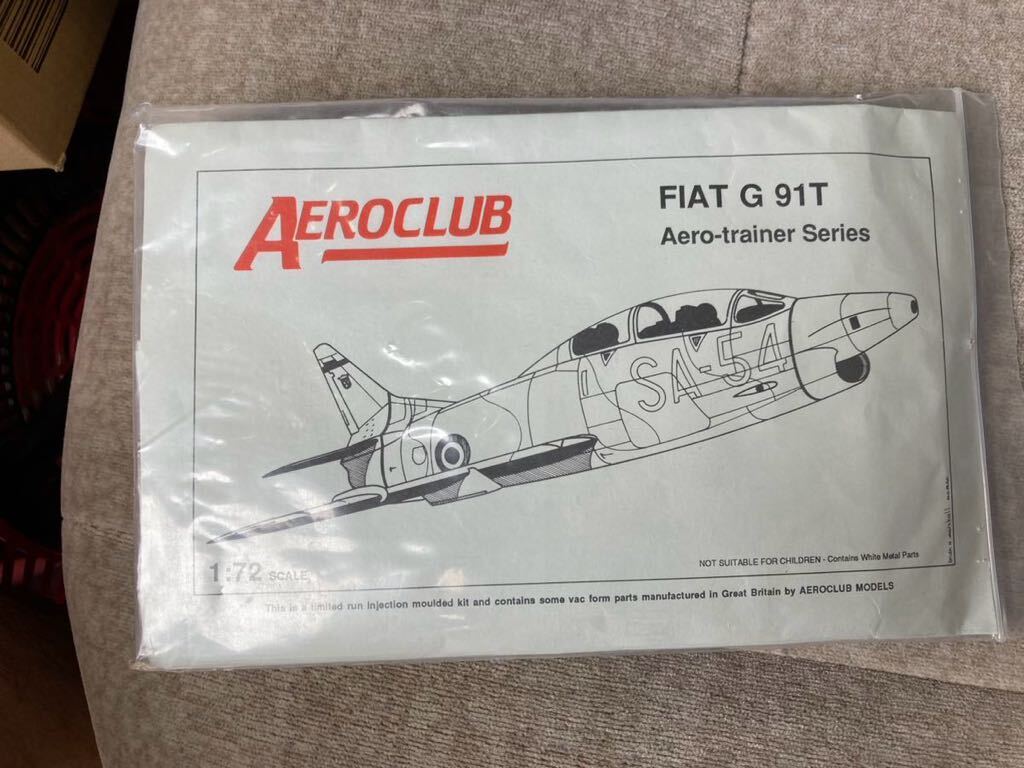 AEROCLUB
FIAT G 91T
Aero-trainer Series
SA-54
NOT SUITABLE FOR CHILDREN - Contains White Metal Parts
1:72 SCALE
This is a limited run injection moulded kit and contains some vac form parts manufactured in Great Britain by AEROCLUB MODELS